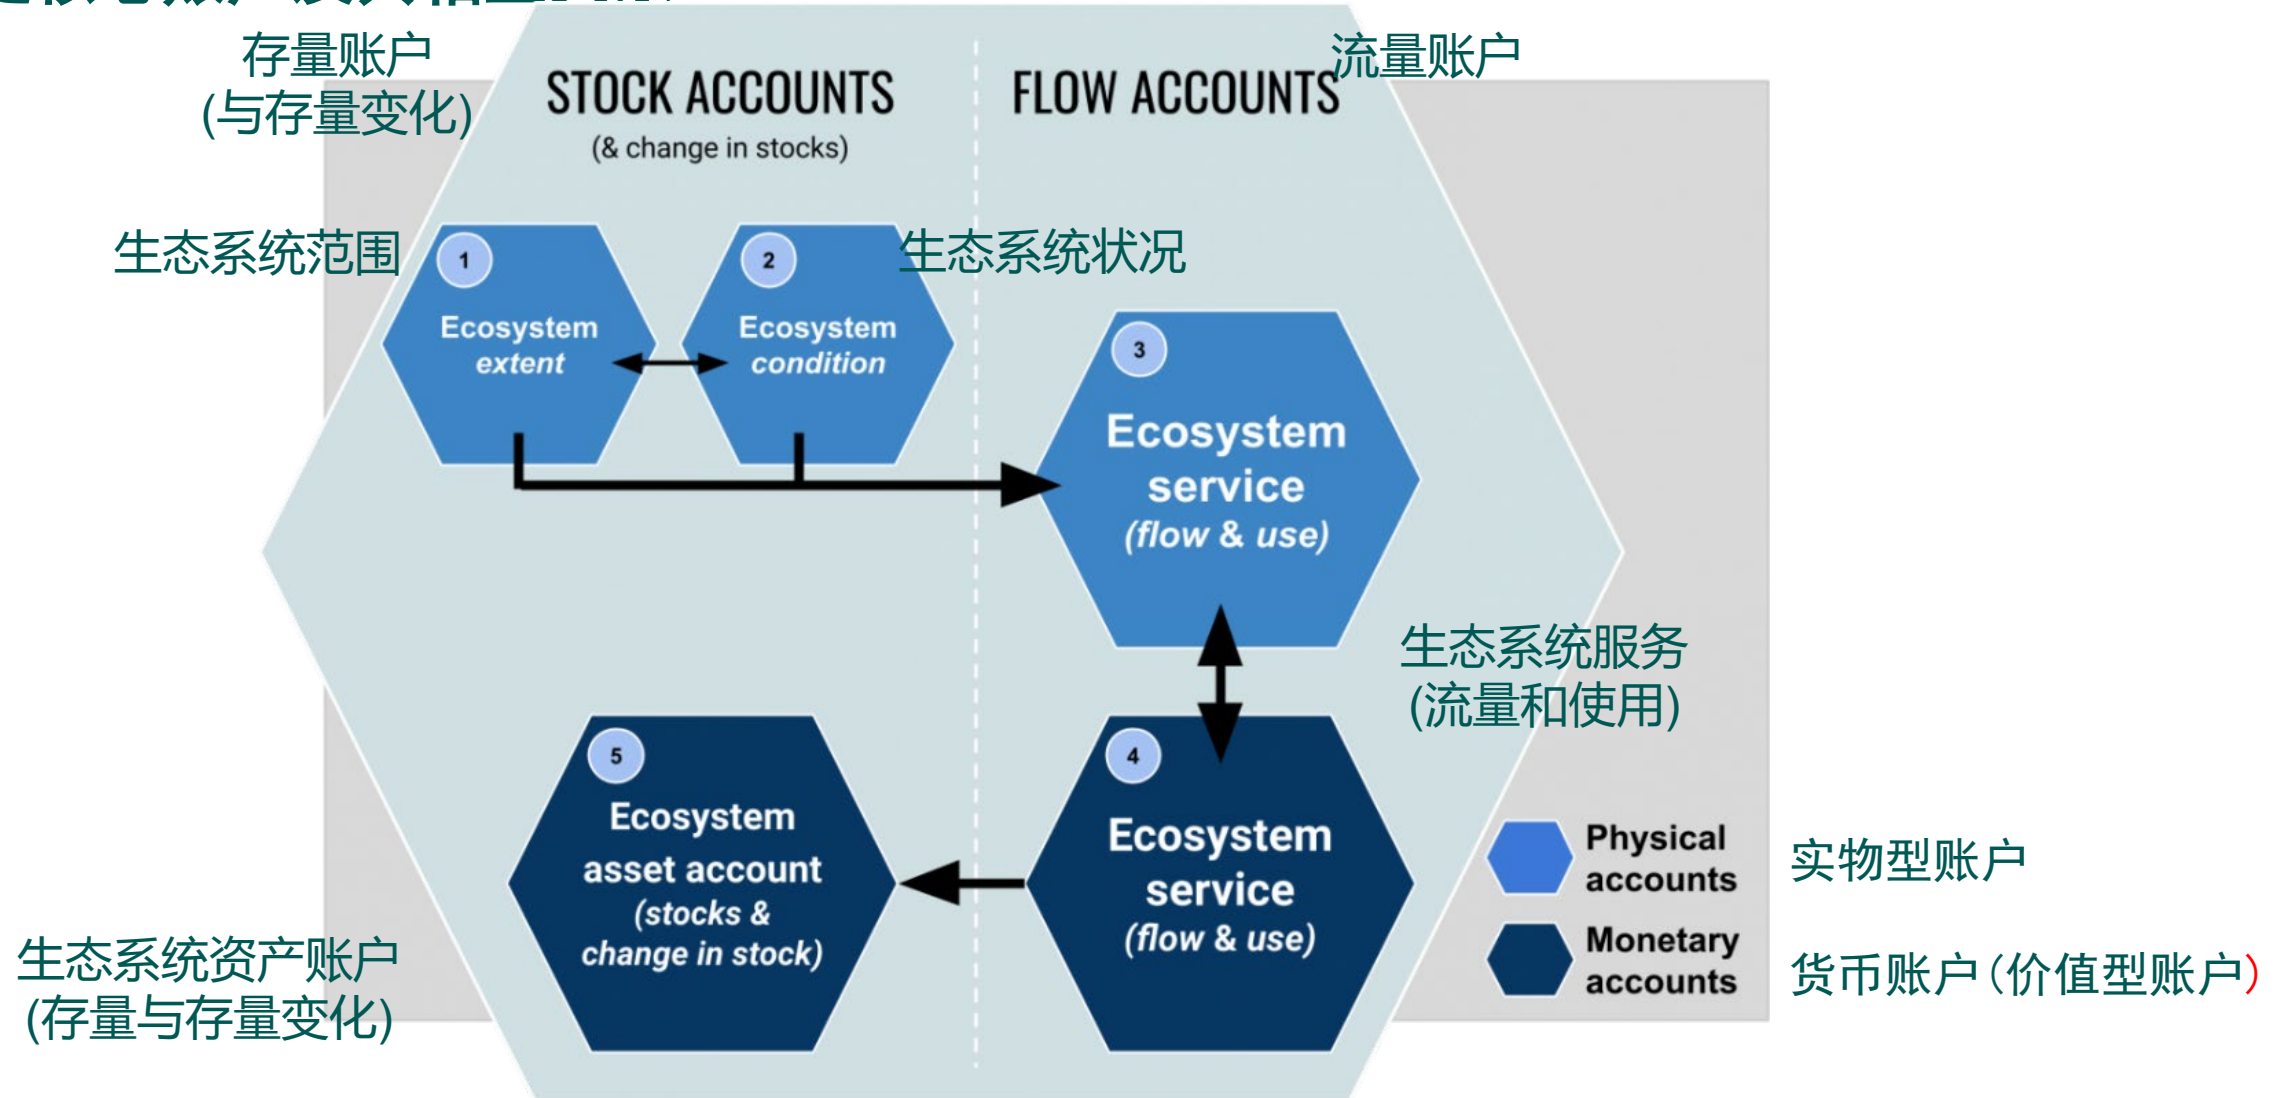 存量账户
(与存量变化)
STOCK ACCOUNTS
(& change in stocks)
FLOW ACCOUNTS
流量账户
生态系统范围
1
Ecosystem
extent
2
Ecosystem
condition
生态系统状况
3
Ecosystem
service
(flow & use)
生态系统服务
(流量和使用)
4
Ecosystem
service
(flow & use)
5
Ecosystem
asset account
(stocks &
change in stock)
生态系统资产账户
(存量与存量变化)
Physical
accounts
实物型账户
Monetary
accounts
货币账户(价值型账户)